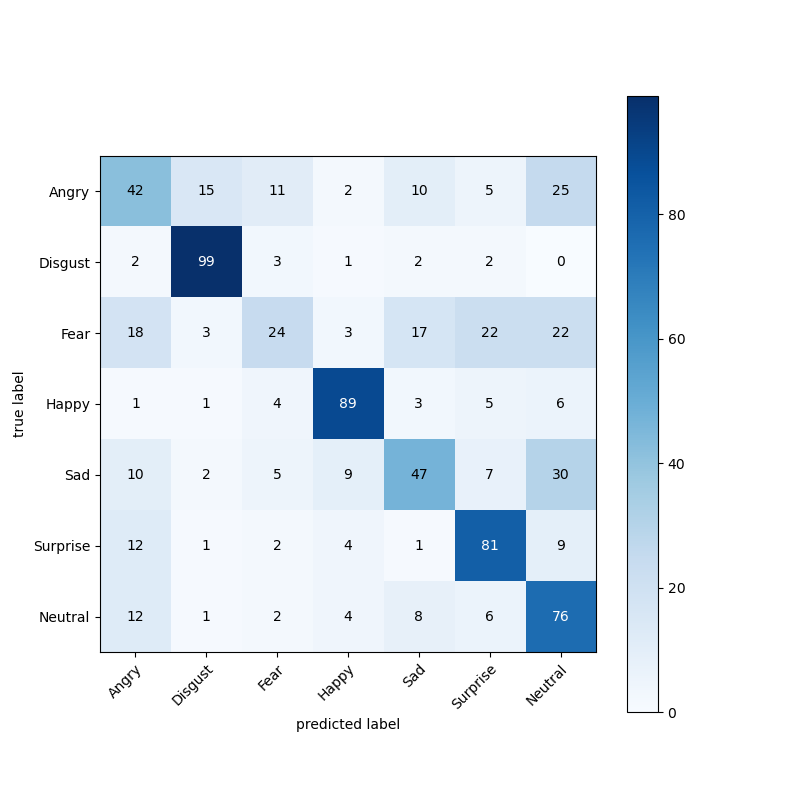 Angry 42 15 11 2 10 5 25
Disgust 2 99 3 1 2 2 0
Fear 18 3 24 3 17 22 22
Happy 1 1 4 89 3 5 6
Sad 10 2 5 9 47 7 30
Surprise 12 1 2 4 1 81 9
Neutral 12 1 2 4 8 6 76
Angry Disgust Fear Happy Sad Surprise Neutral
predicted label
true label
80
60
40
20
0